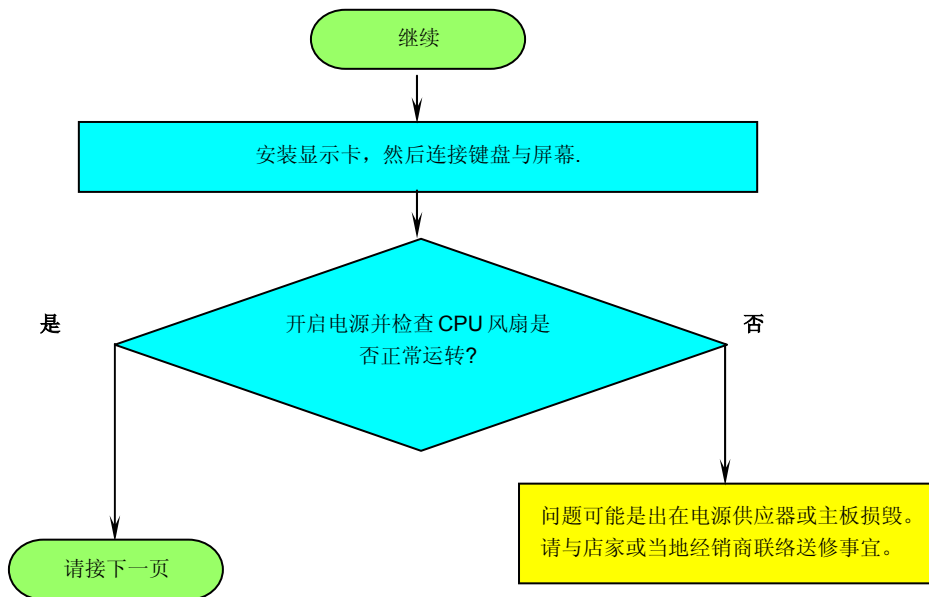 继续
安装显示卡，然后连接键盘与屏幕.
开启电源并检查 CPU 风扇是
否正常运转?
是
否
问题可能是出在电源供应器或主板损毁。
请与店家或当地经销商联络送修事宜。
请接下一页